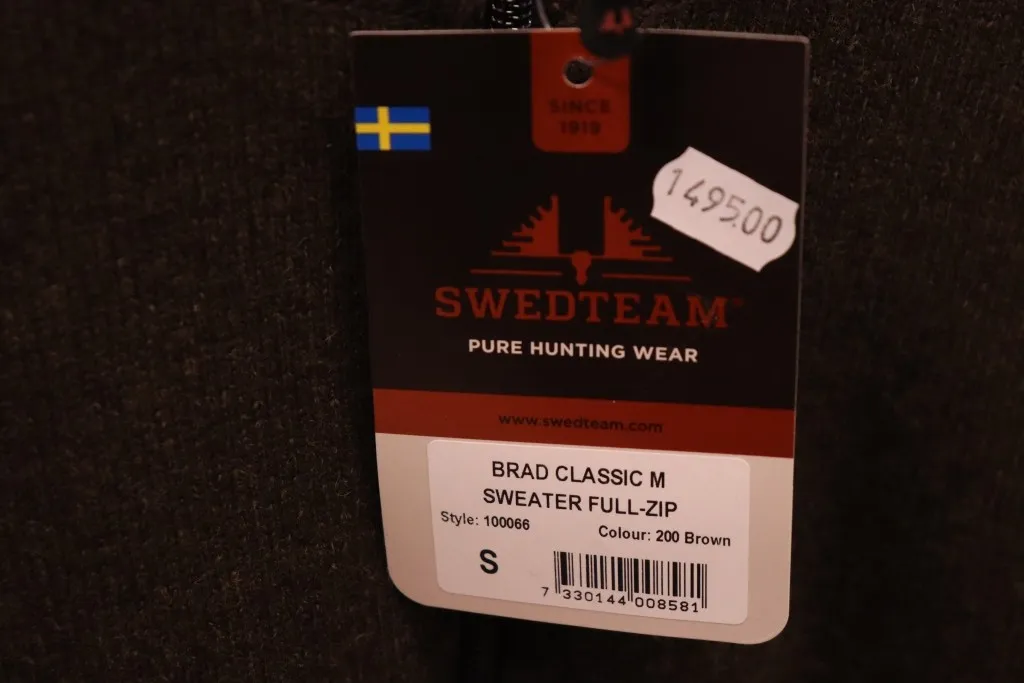 SINCE
1919
1495.00
SWEDTEAM™
PURE HUNTING WEAR
www.swedteam.com
BRAD CLASSIC M
SWEATER FULL-ZIP
Style: 100066
Colour: 200 Brown
S
7 330144 008581